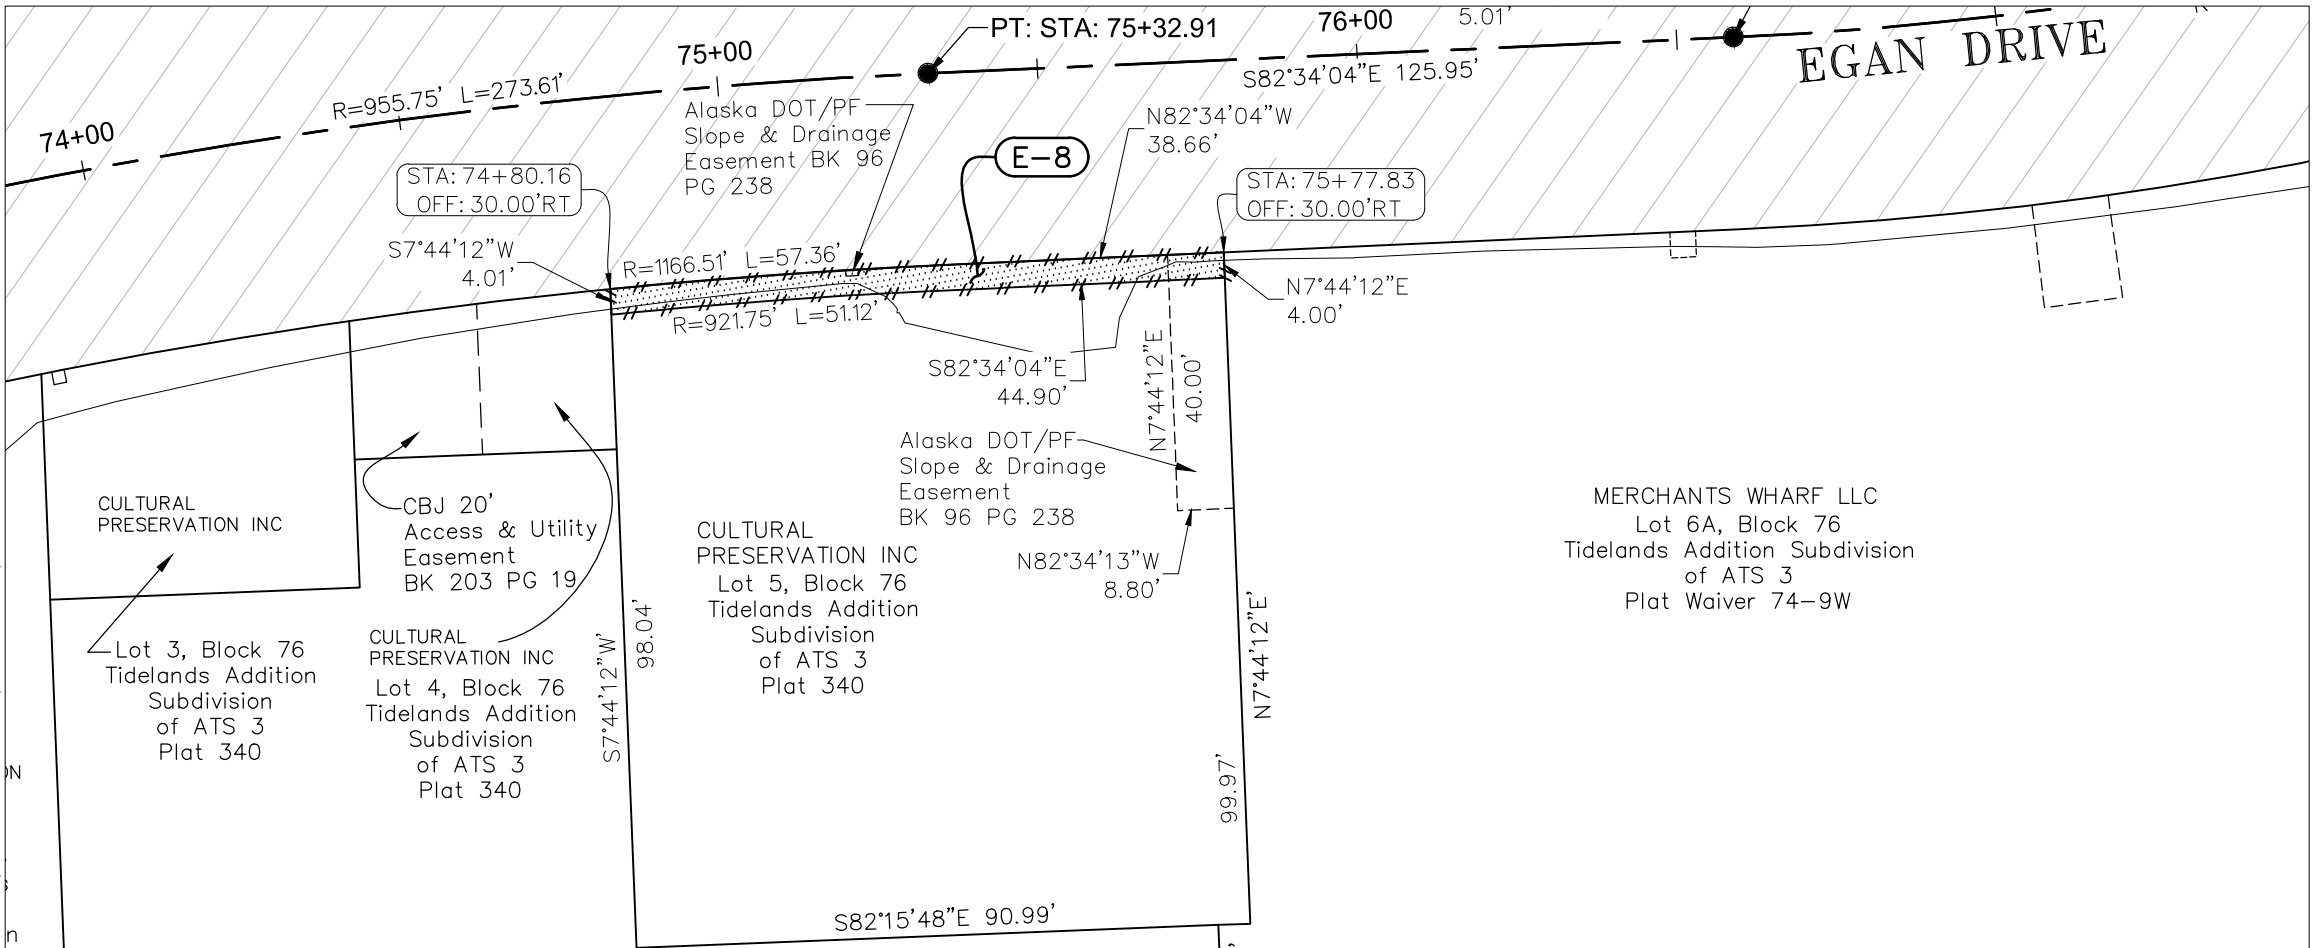 PT: STA: 75+32.91
76+00
5.01'
EGAN DRIVE
75+00
S82°34'04"E 125.95'
R=955.75' L=273.61'
74+00
Alaska DOT/PF
Slope & Drainage
Easement BK 96
PG 238
N82°34'04"W
38.66'
E-8
STA: 74+80.16
OFF: 30.00'RT
STA: 75+77.83
OFF: 30.00'RT
S7°44'12"W
4.01'
R=1166.51' L=57.36'
R=921.75' L=51.12'
N7°44'12"E
4.00'
S82°34'04"E
44.90'
N7°44'12"E
40.00'
Alaska DOT/PF
Slope & Drainage
Easement
BK 96 PG 238
N82°34'13"W
8.80'
CULTURAL
PRESERVATION INC
Lot 3, Block 76
Tidelands Addition
Subdivision
of ATS 3
Plat 340
CBJ 20'
Access & Utility
Easement
BK 203 PG 19
CULTURAL
PRESERVATION INC
Lot 4, Block 76
Tidelands Addition
Subdivision
of ATS 3
Plat 340
S7°44'12"W
98.04'
CULTURAL
PRESERVATION INC
Lot 5, Block 76
Tidelands Addition
Subdivision
of ATS 3
Plat 340
N7°44'12"E'
99.97'
MERCHANTS WHARF LLC
Lot 6A, Block 76
Tidelands Addition Subdivision
of ATS 3
Plat Waiver 74-9W
S82°15'48"E 90.99'